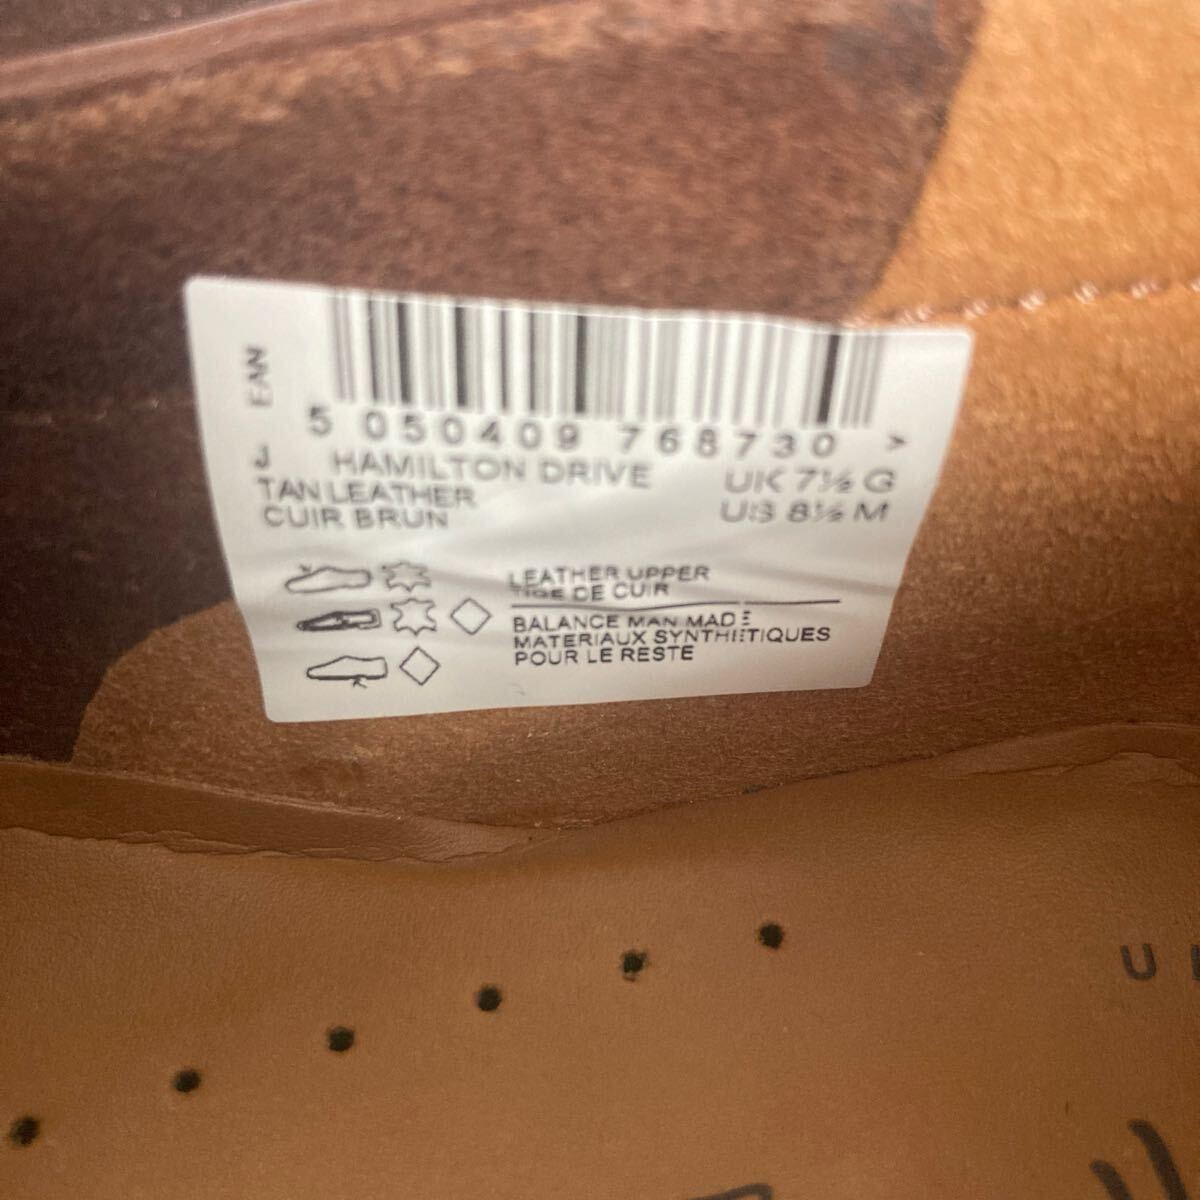 EAN
5 050409 768730 >
J HAMILTON DRIVE UK 7½ G
TAN LEATHER US 8½ M
CUIR BRUN
LEATHER UPPER
TIGE DE CUIR
BALANCE MAN MADE
MATERIAUX SYNTHETIQUES
POUR LE RESTE
U